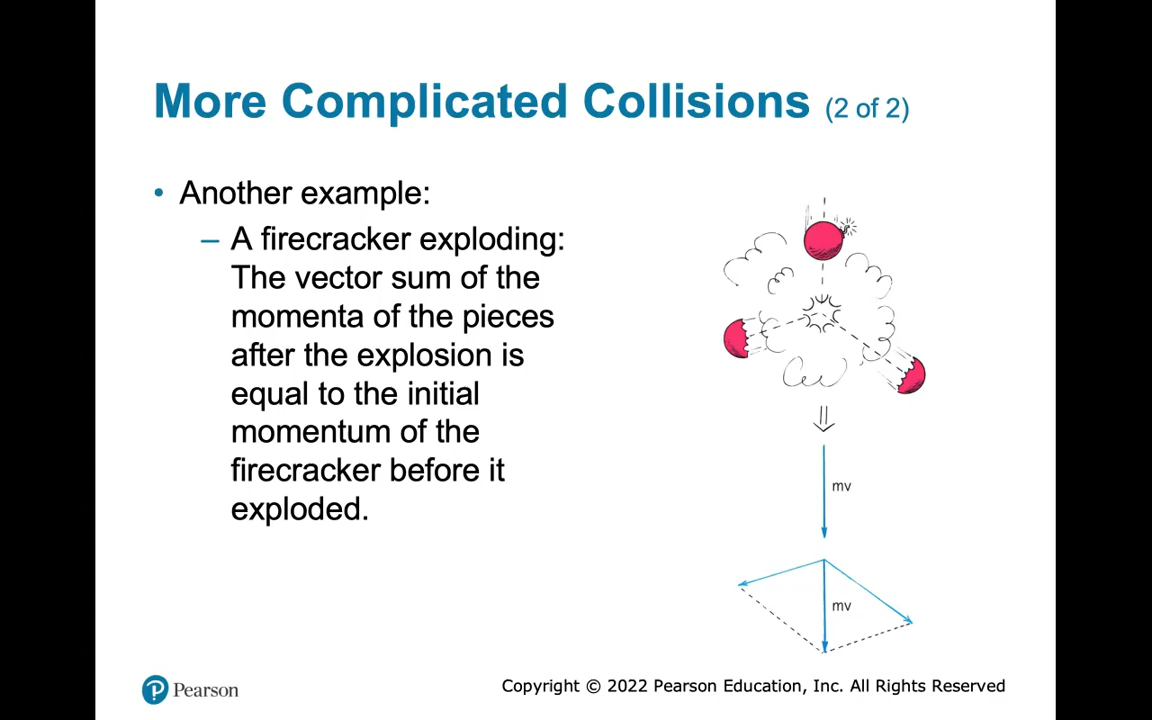 More Complicated Collisions (2 of 2)
• Another example:
– A firecracker exploding:
The vector sum of the
momenta of the pieces
after the explosion is
equal to the initial
momentum of the
firecracker before it
exploded.
mv
mv
Pearson
Copyright © 2022 Pearson Education, Inc. All Rights Reserved